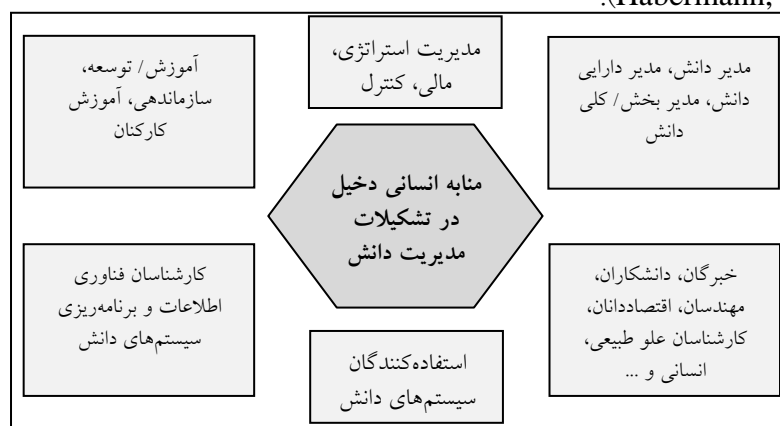 (Habermann,
مدیر دانش، مدیر دارایی
دانش، مدیر بخش/ کلی
دانش
مدیریت استراتژی،
مالی، کنترل
آموزش/ توسعه،
سازماندهی، آموزش
کارکنان
منابه انسانی دخیل
در تشکیلات
مدیریت دانش
خبرگان، دانشکاران،
مهندسان، اقتصاددانان،
کارشناسان علو طبیعی،
انسانی و ...
استفاده‌کنندگان
سیستم‌های دانش
کارشناسان فناوری
اطلاعات و برنامه‌ریزی
سیستم‌های دانش